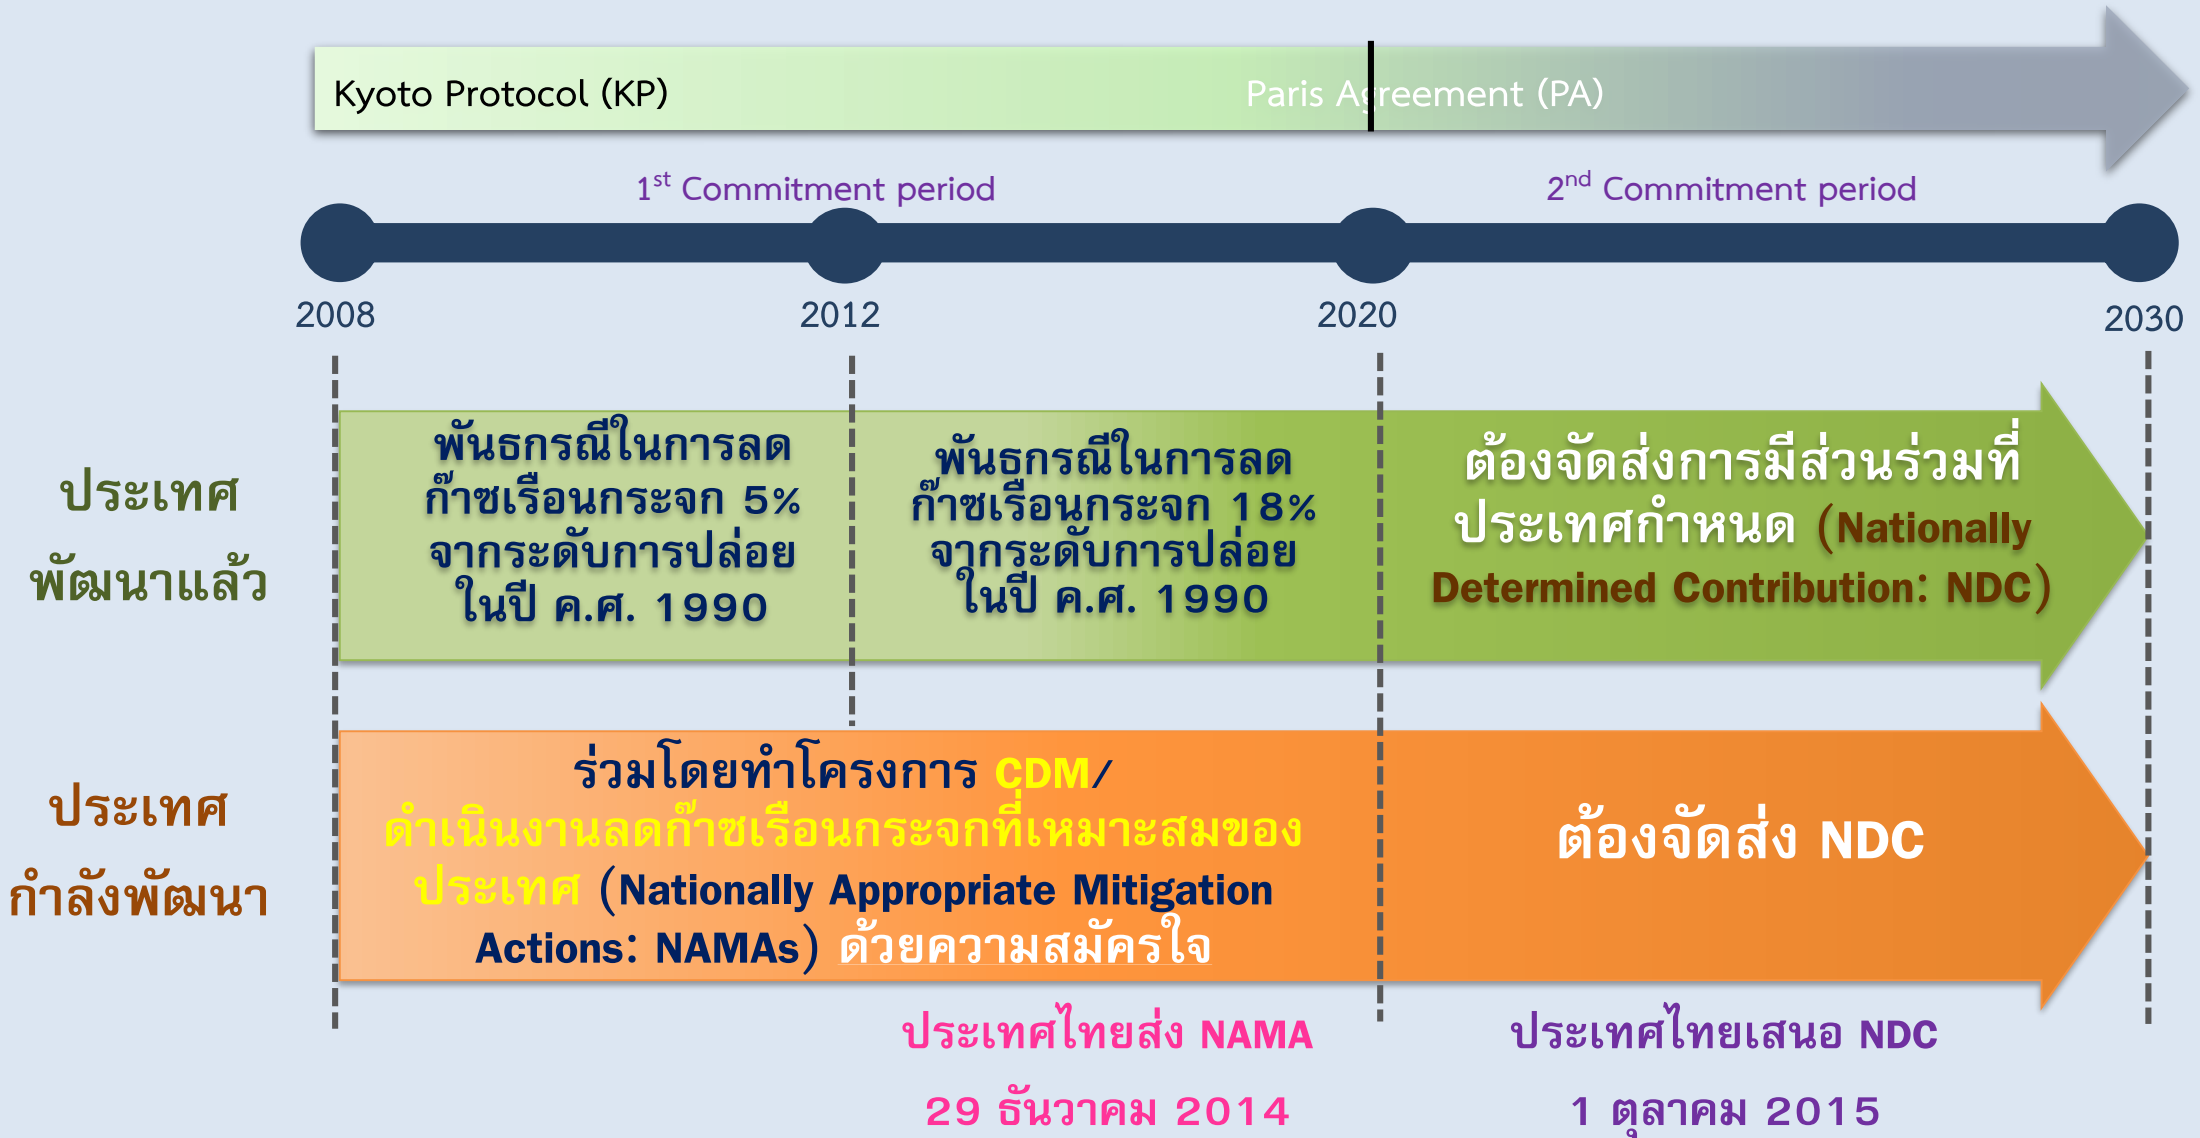 Kyoto Protocol (KP)
Paris Agreement (PA)
1st Commitment period
2nd Commitment period
2008
2012
2020
2030
ประเทศ
พัฒนาแล้ว
พันธกรณีในการลด
ก๊าซเรือนกระจก 5%
จากระดับการปล่อย
ในปี ค.ศ. 1990
พันธกรณีในการลด
ก๊าซเรือนกระจก 18%
จากระดับการปล่อย
ในปี ค.ศ. 1990
ต้องจัดส่งการมีส่วนร่วมที่
ประเทศกำหนด (Nationally
Determined Contribution: NDC)
ประเทศ
กำลังพัฒนา
ร่วมโดยทำโครงการ CDM/
ดำเนินงานลดก๊าซเรือนกระจกที่เหมาะสมของ
ประเทศ (Nationally Appropriate Mitigation
Actions: NAMAs) ด้วยความสมัครใจ
ต้องจัดส่ง NDC
ประเทศไทยส่ง NAMA
29 ธันวาคม 2014
ประเทศไทยเสนอ NDC
1 ตุลาคม 2015